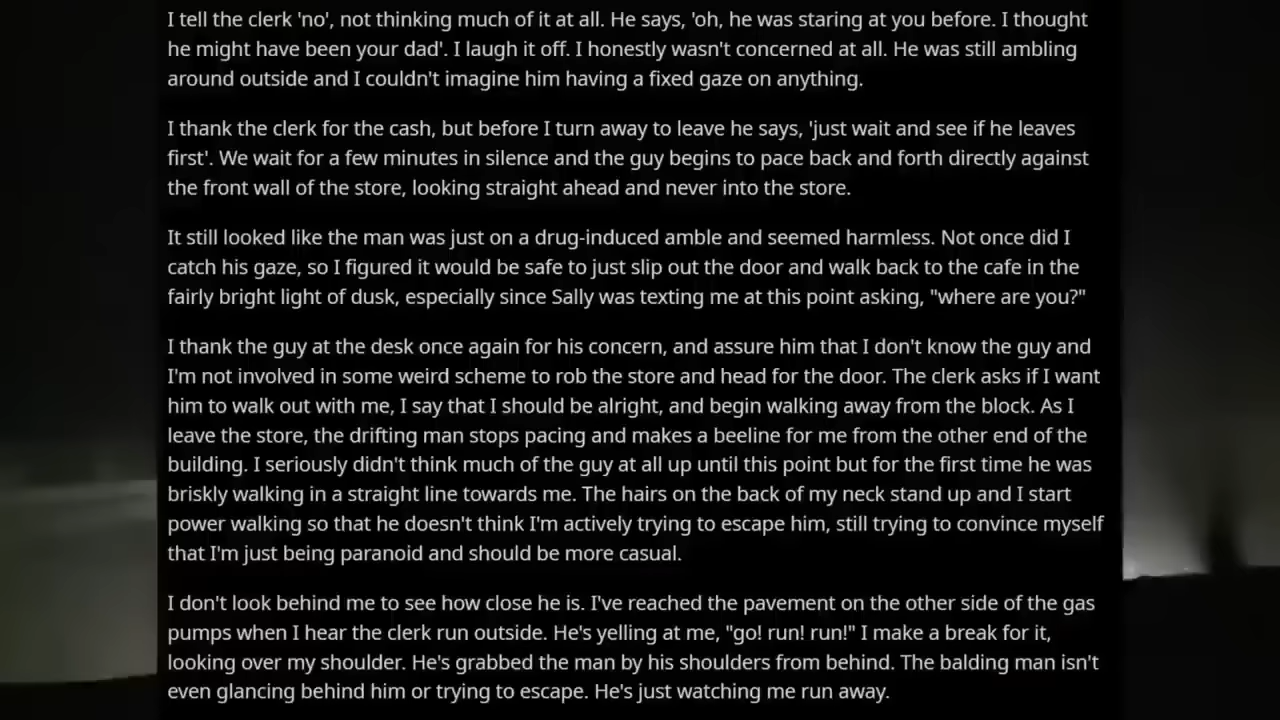 I tell the clerk 'no', not thinking much of it at all. He says, 'oh, he was staring at you before. I thought
he might have been your dad'. I laugh it off. I honestly wasn't concerned at all. He was still ambling
around outside and I couldn't imagine him having a fixed gaze on anything.
I thank the clerk for the cash, but before I turn away to leave he says, 'just wait and see if he leaves
first'. We wait for a few minutes in silence and the guy begins to pace back and forth directly against
the front wall of the store, looking straight ahead and never into the store.
It still looked like the man was just on a drug-induced amble and seemed harmless. Not once did I
catch his gaze, so I figured it would be safe to just slip out the door and walk back to the cafe in the
fairly bright light of dusk, especially since Sally was texting me at this point asking, "where are you?"
I thank the guy at the desk once again for his concern, and assure him that I don't know the guy and
I'm not involved in some weird scheme to rob the store and head for the door. The clerk asks if I want
him to walk out with me, I say that I should be alright, and begin walking away from the block. As I
leave the store, the drifting man stops pacing and makes a beeline for me from the other end of the
building. I seriously didn't think much of the guy at all up until this point but for the first time he was
briskly walking in a straight line towards me. The hairs on the back of my neck stand up and I start
power walking so that he doesn't think I'm actively trying to escape him, still trying to convince myself
that I'm just being paranoid and should be more casual.
I don't look behind me to see how close he is. I've reached the pavement on the other side of the gas
pumps when I hear the clerk run outside. He's yelling at me, "go! run! run!" I make a break for it,
looking over my shoulder. He's grabbed the man by his shoulders from behind. The balding man isn't
even glancing behind him or trying to escape. He's just watching me run away.